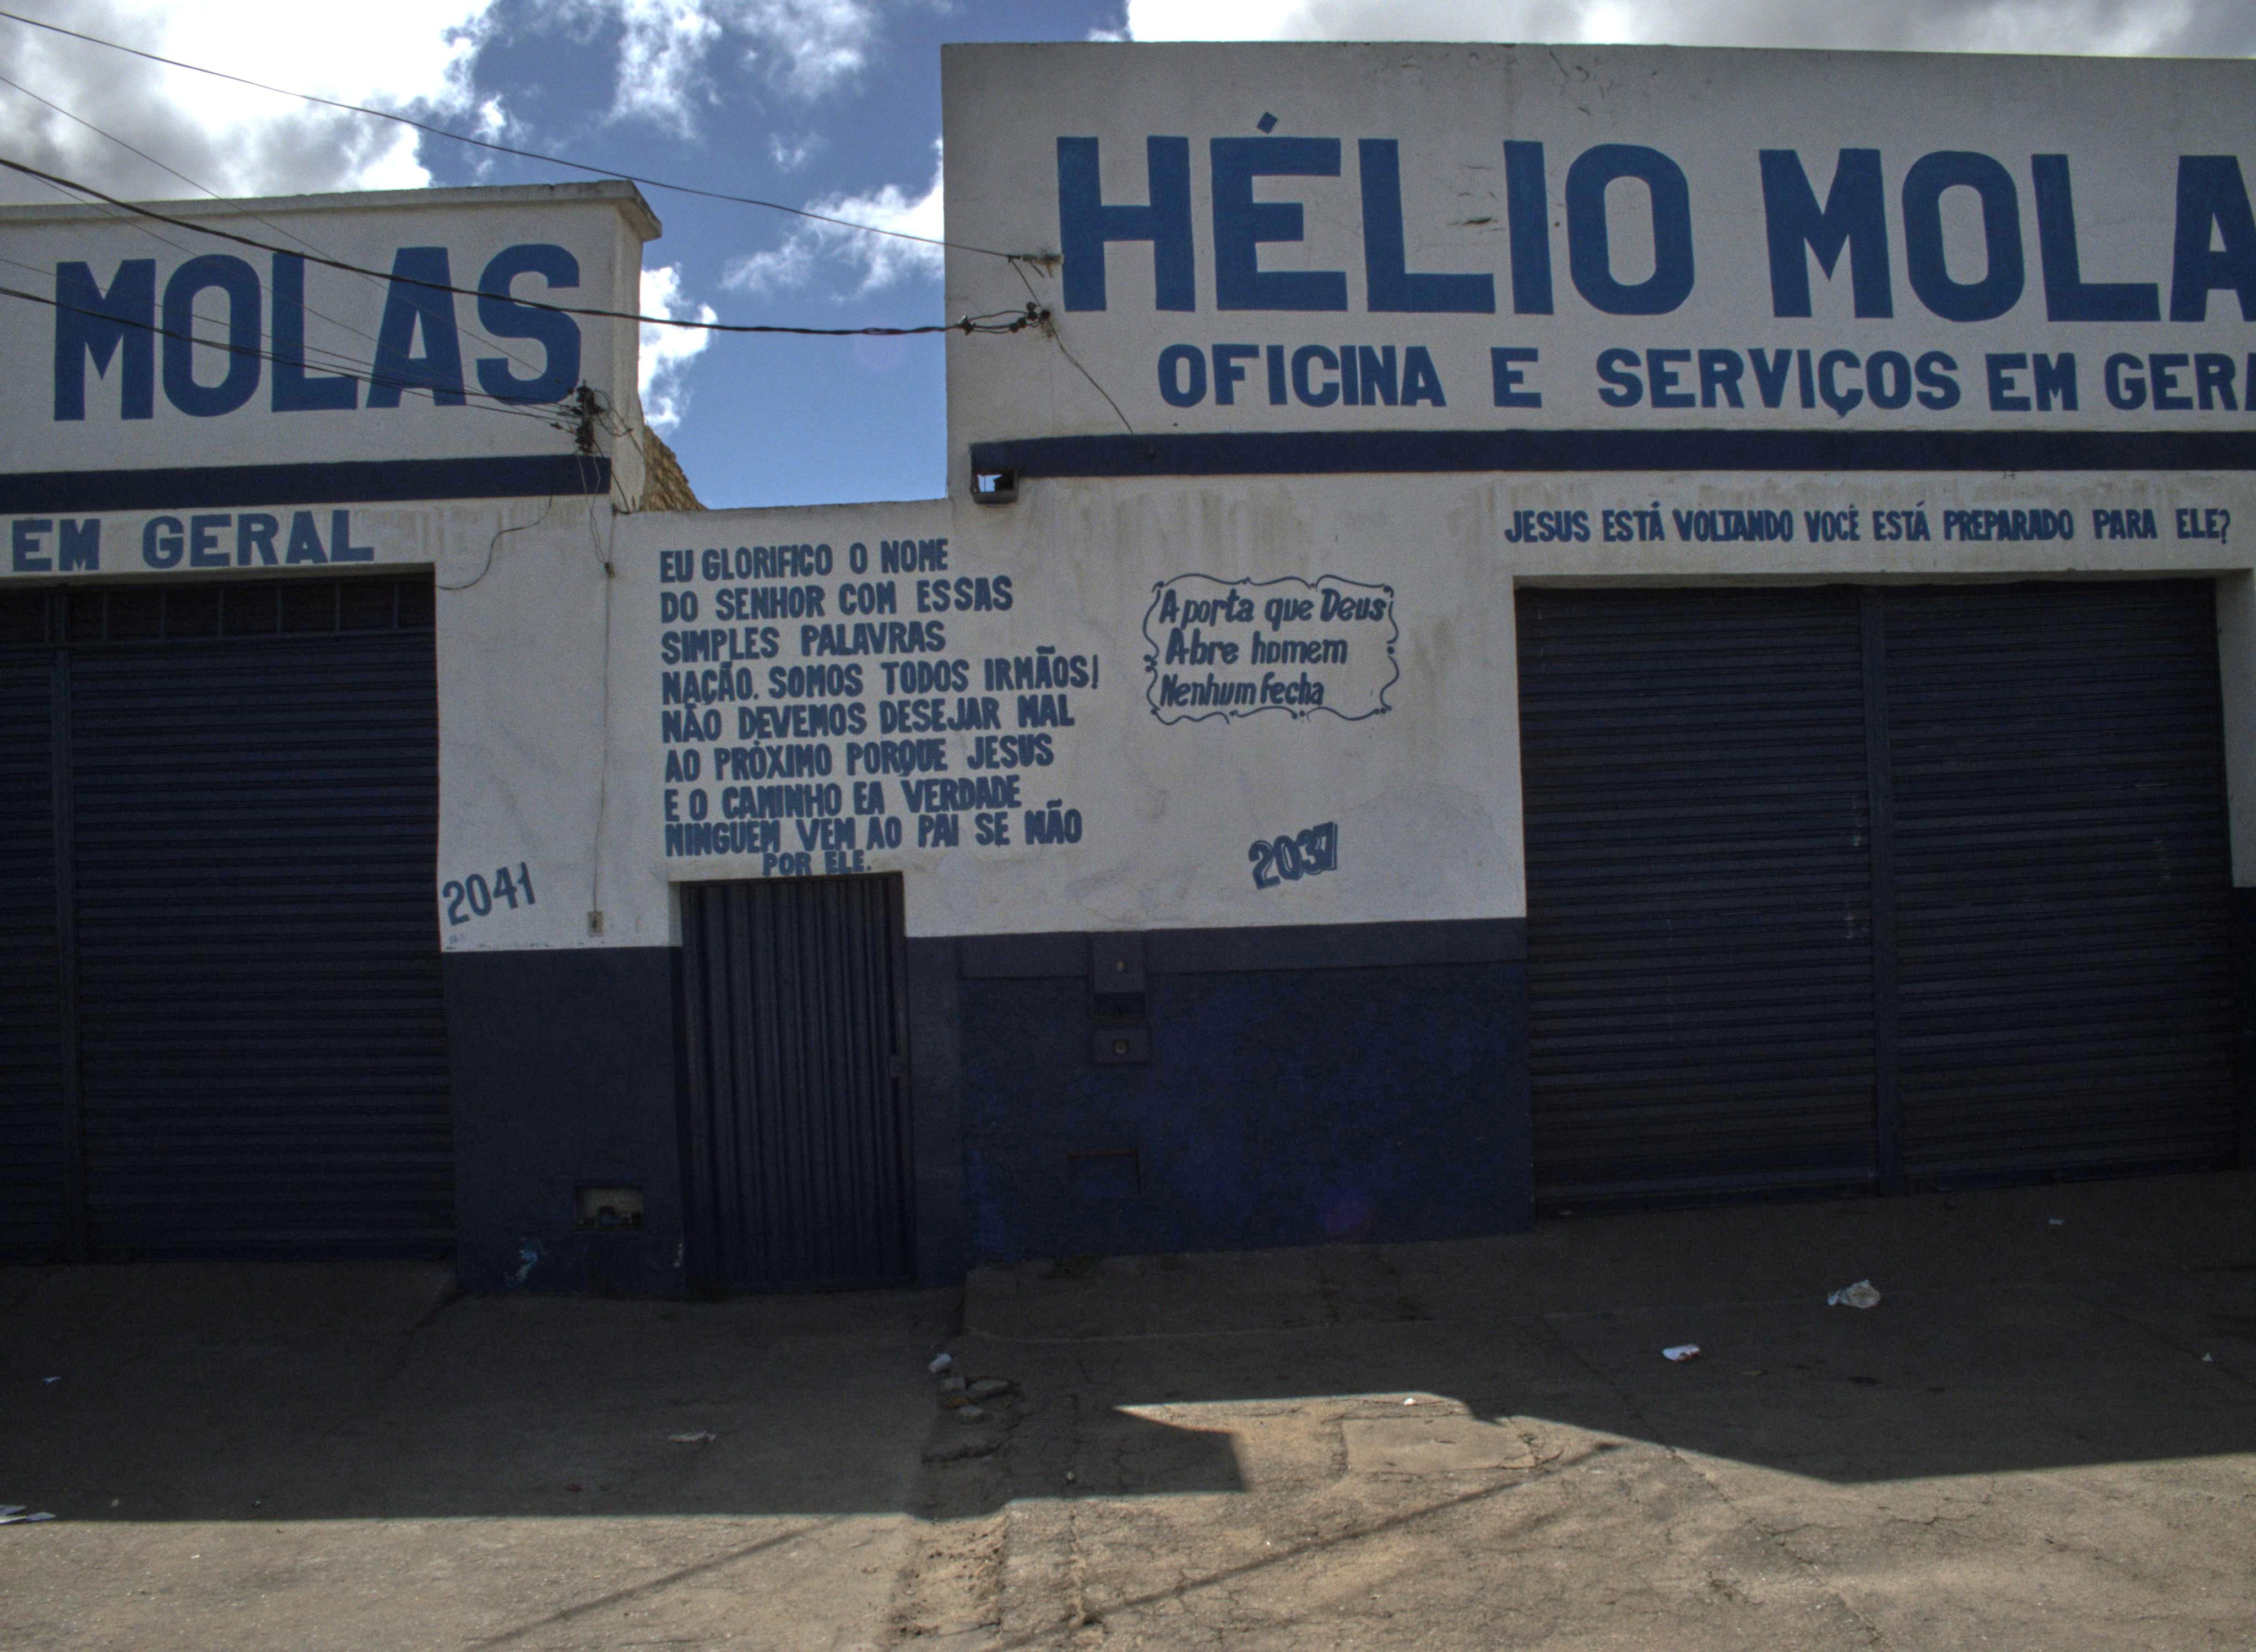 MOLAS
EM GERAL
HÉLIO MOLA
OFICINA E SERVIÇOS EM GERA
JESUS ESTÁ VOLTANDO VOCÊ ESTÁ PREPARADO PARA ELE?
EU GLORIFICO O NOME
DO SENHOR COM ESSAS
SIMPLES PALAVRAS
NAÇÃO. SOMOS TODOS IRMÃOS!
NÃO DEVEMOS DESEJAR MAL
AO PRÓXIMO PORQUE JESUS
E O CAMINHO EA VERDADE
NINGUEM VEM AO PAI SE NÃO
POR ELE.
A porta que Deus
Abre homem
Nenhum fecha
2041
2037